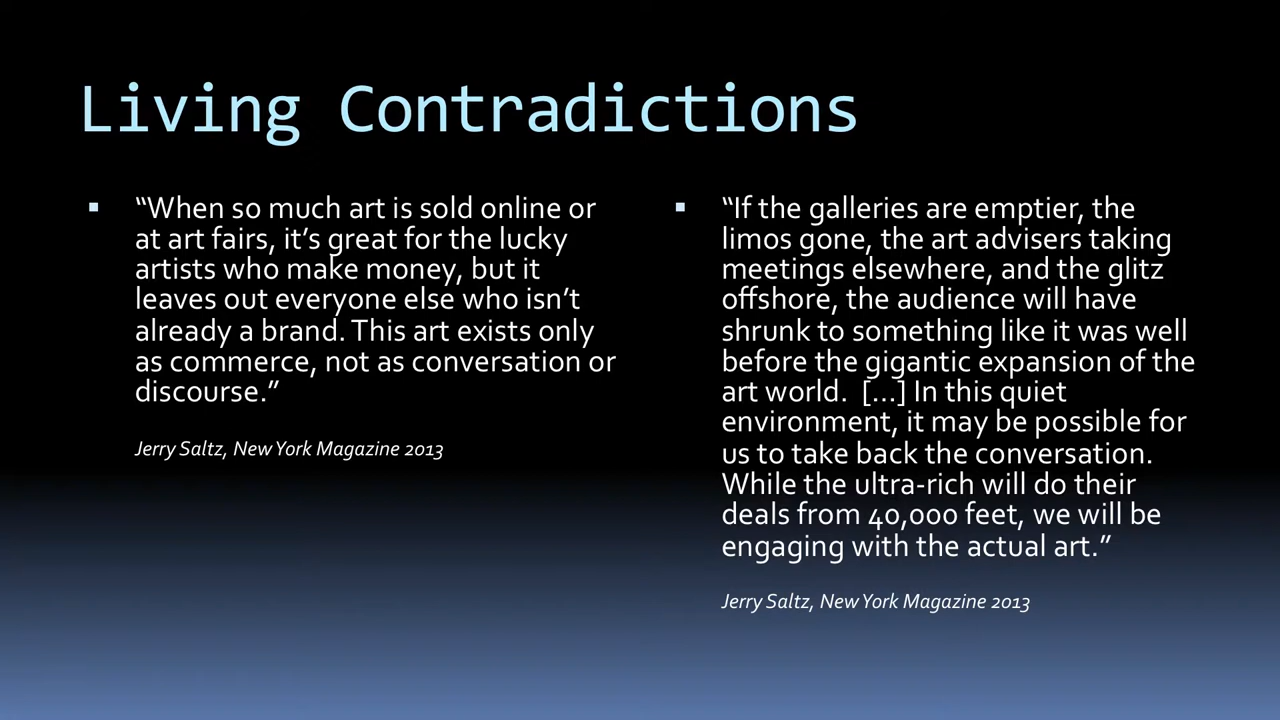 Living Contradictions
▪ “When so much art is sold online or
at art fairs, it’s great for the lucky
artists who make money, but it
leaves out everyone else who isn’t
already a brand. This art exists only
as commerce, not as conversation or
discourse.”
Jerry Saltz, New York Magazine 2013
▪ “If the galleries are emptier, the
limos gone, the art advisers taking
meetings elsewhere, and the glitz
offshore, the audience will have
shrunk to something like it was well
before the gigantic expansion of the
art world.  [...] In this quiet
environment, it may be possible for
us to take back the conversation.
While the ultra-rich will do their
deals from 40,000 feet, we will be
engaging with the actual art.”
Jerry Saltz, New York Magazine 2013